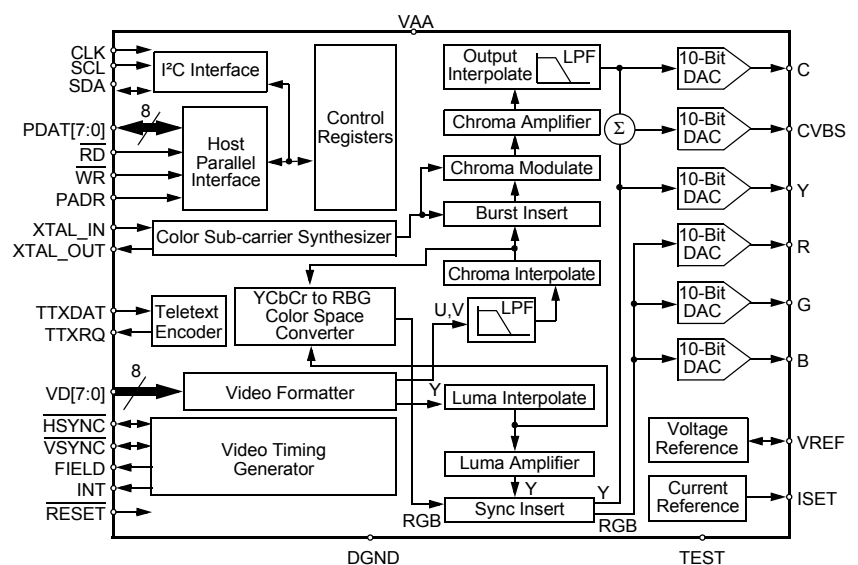 VAA
CLK
SCL
SDA
I²C Interface
8
PDAT[7:0]
RD
WR
PADR
Host
Parallel
Interface
Control
Registers
Output
Interpolate
LPF
Chroma Amplifier
Chroma Modulate
Burst Insert
Chroma Interpolate
Σ
10-Bit
DAC
C
10-Bit
DAC
CVBS
10-Bit
DAC
Y
10-Bit
DAC
R
10-Bit
DAC
G
10-Bit
DAC
B
XTAL_IN
XTAL_OUT
Color Sub-carrier Synthesizer
TTXDAT
TTXRQ
Teletext
Encoder
YCbCr to RBG
Color Space
Converter
U,V
LPF
8
VD[7:0]
Video Formatter
Y
Luma Interpolate
Luma Amplifier
Y
Sync Insert
Y
RGB
RGB
HSYNC
VSYNC
FIELD
INT
RESET
Video Timing
Generator
Voltage
Reference
VREF
Current
Reference
ISET
DGND
TEST